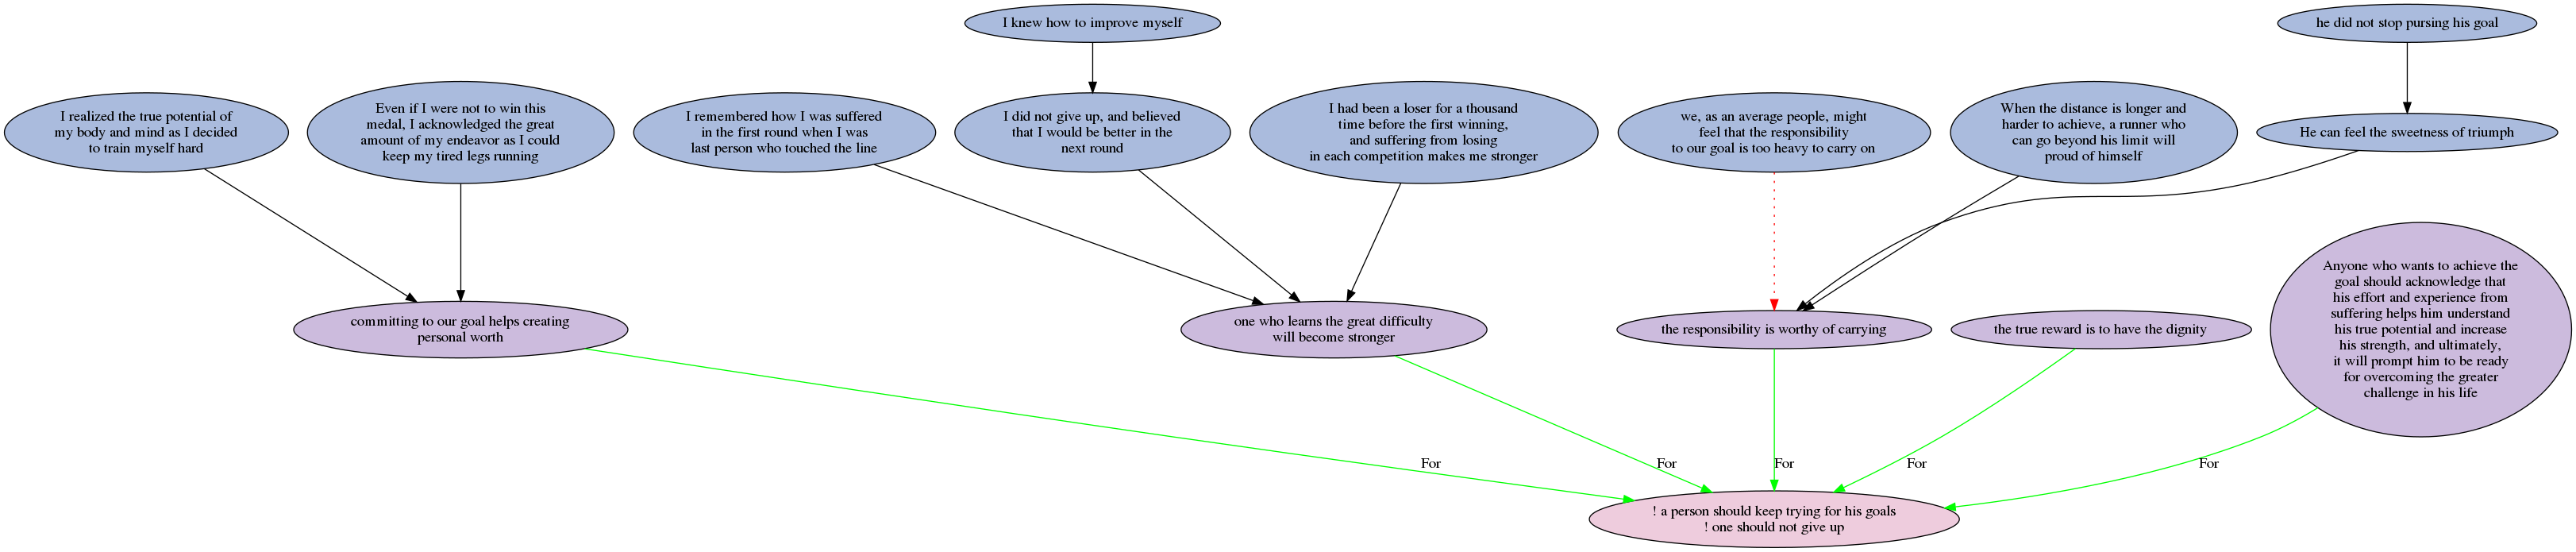 I knew how to improve myself
he did not stop pursing his goal
I realized the true potential of
my body and mind as I decided
to train myself hard
Even if I were not to win this
medal, I acknowledged the great
amount of my endeavor as I could
keep my tired legs running
I remembered how I was suffered
in the first round when I was
last person who touched the line
I did not give up, and believed
that I would be better in the
next round
I had been a loser for a thousand
time before the first winning,
and suffering from losing
in each competition makes me stronger
we, as an average people, might
feel that the responsibility
to our goal is too heavy to carry on
When the distance is longer and
harder to achieve, a runner who
can go beyond his limit will
proud of himself
He can feel the sweetness of triumph
committing to our goal helps creating
personal worth
one who learns the great difficulty
will become stronger
the responsibility is worthy of carrying
the true reward is to have the dignity
Anyone who wants to achieve the
goal should acknowledge that
his effort and experience from
suffering helps him understand
his true potential and increase
his strength, and ultimately,
it will prompt him to be ready
for overcoming the greater
challenge in his life
For
For
For
For
For
! a person should keep trying for his goals
! one should not give up